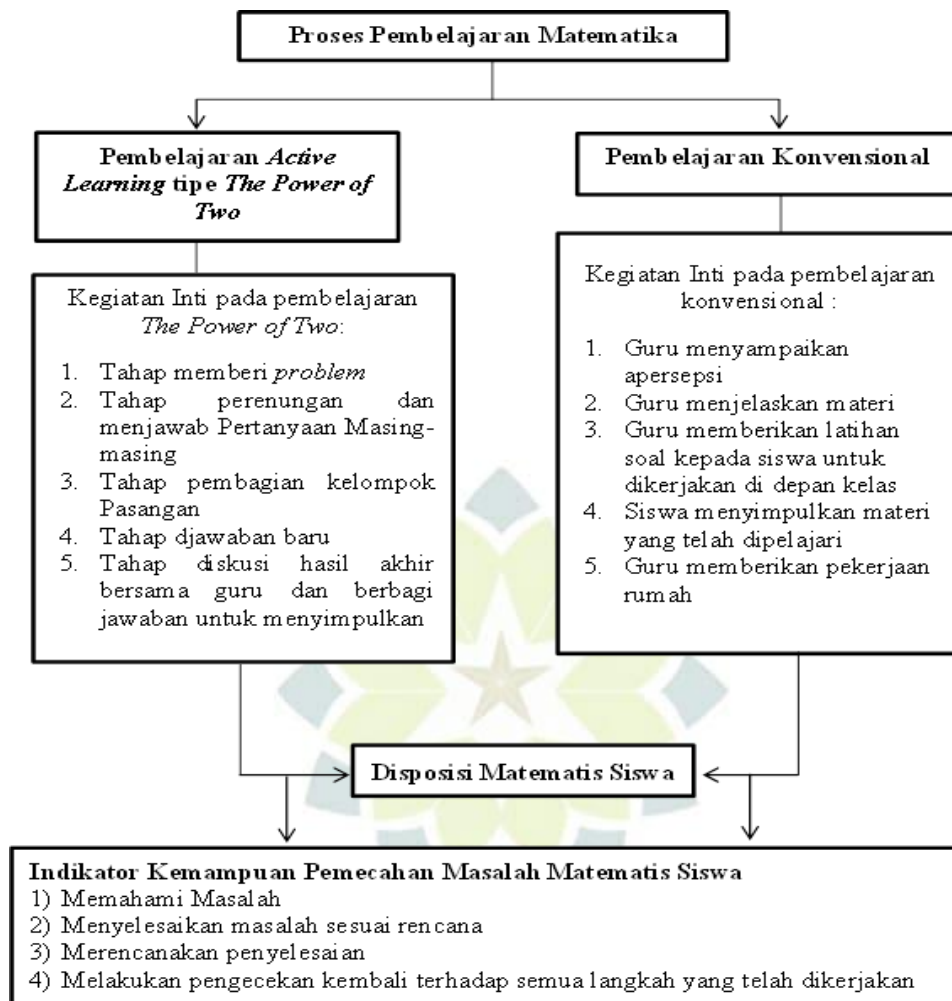 Proses Pembelajaran Matematika
Pembelajaran Active
Learning tipe The Power of
Two
Pembelajaran Konvensional
Kegiatan Inti pada pembelajaran
The Power of Two:
1. Tahap memberi problem
2. Tahap perenungan dan
menjawab Pertanyaan Masing-
masing
3. Tahap pembagian kelompok
Pasangan
4. Tahap djawaban baru
5. Tahap diskusi hasil akhir
bersama guru dan berbagi
jawaban untuk menyimpulkan
Kegiatan Inti pada pembelajaran
konvensional :
1. Guru menyampaikan
apersepsi
2. Guru menjelaskan materi
3. Guru memberikan latihan
soal kepada siswa untuk
dikerjakan di depan kelas
4. Siswa menyimpulkan materi
yang telah dipelajari
5. Guru memberikan pekerjaan
rumah
Disposisi Matematis Siswa
Indikator Kemampuan Pemecahan Masalah Matematis Siswa
1) Memahami Masalah
2) Menyelesaikan masalah sesuai rencana
3) Merencanakan penyelesaian
4) Melakukan pengecekan kembali terhadap semua langkah yang telah dikerjakan